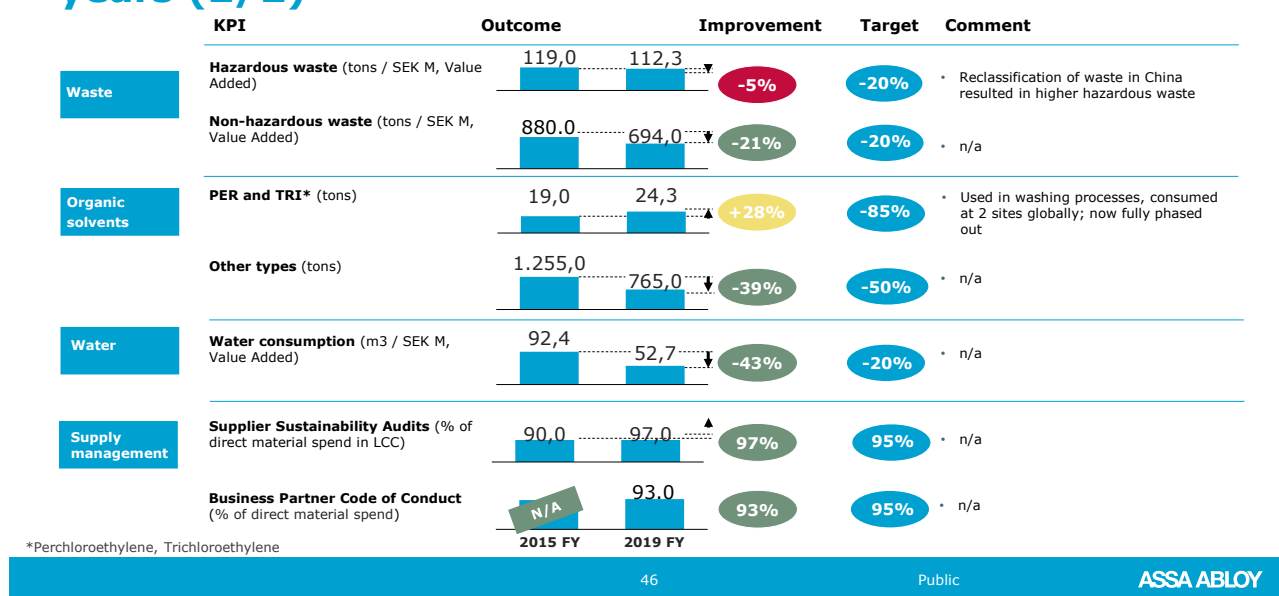 KPI Outcome Improvement Target Comment
Waste
Hazardous waste (tons / SEK M, Value
Added)
119,0 112,3
-5%
-20%
• Reclassification of waste in China
resulted in higher hazardous waste
Non-hazardous waste (tons / SEK M,
Value Added)
880.0 694,0
-21%
-20%
• n/a
Organic
solvents
PER and TRI* (tons)
19,0 24,3
+28%
-85%
• Used in washing processes, consumed
at 2 sites globally; now fully phased
out
Other types (tons)
1.255,0 765,0
-39%
-50%
• n/a
Water
Water consumption (m3 / SEK M,
Value Added)
92,4 52,7
-43%
-20%
• n/a
Supply
management
Supplier Sustainability Audits (% of
direct material spend in LCC)
90,0 97,0
97%
95%
• n/a
Business Partner Code of Conduct
(% of direct material spend)
N/A 93.0
93%
95%
• n/a
2015 FY 2019 FY
*Perchloroethylene, Trichloroethylene
46 Public ASSA ABLOY